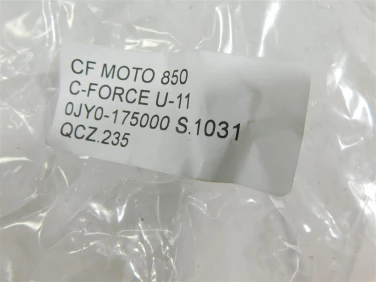 CF MOTO 850
C-FORCE U-11
0JY0-175000 S.1031
QCZ.235